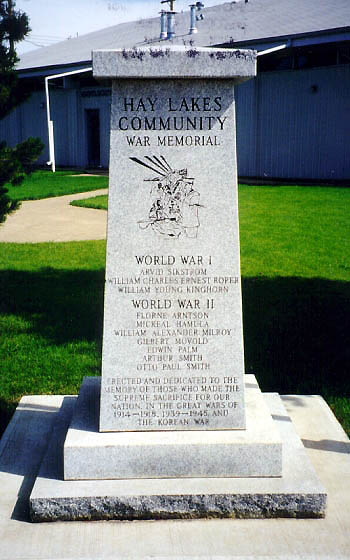 HAY LAKES
COMMUNITY
WAR MEMORIAL
WORLD WAR I
ARVID SIKSTROM
WILLIAM CHARLES ERNEST ROPER
WILLIAM YOUNG KINGHORN
WORLD WAR II
FLORNE ARNTSON
MICKEAL HAMULA
WILLIAM ALEXANDER MILROY
GILBERT MOVOLD
EDWIN PALM
ARTHUR SMITH
OTTO PAUL SMITH
ERECTED AND DEDICATED TO THE
MEMORY OF THOSE WHO MADE THE
SUPREME SACRIFICE FOR OUR
NATION, IN THE GREAT WARS OF
1914-1918, 1939-1945, AND
THE KOREAN WAR